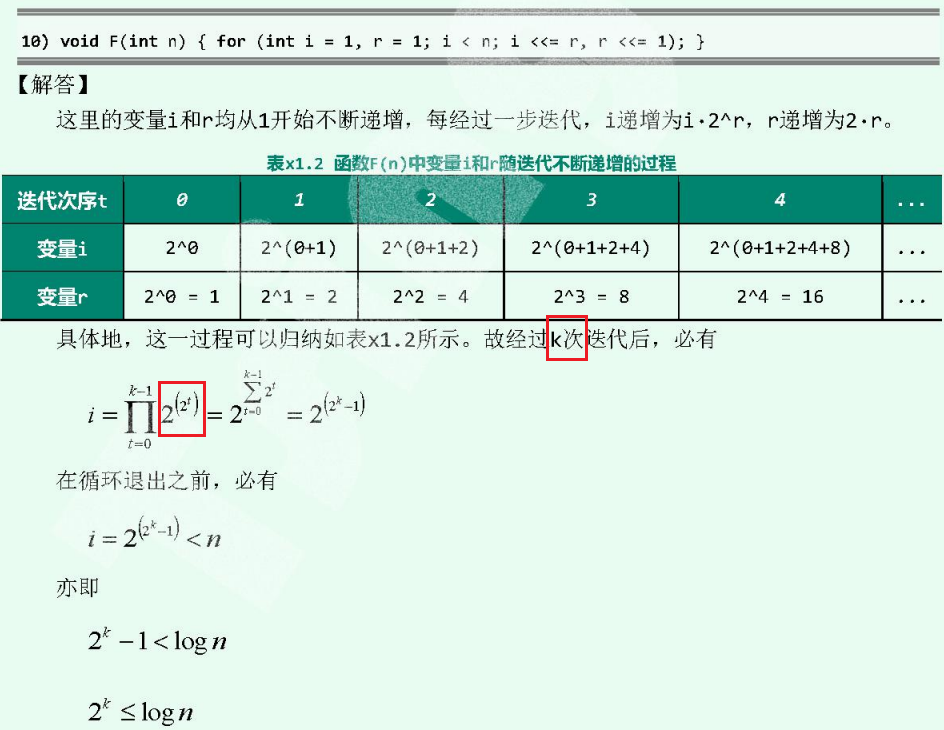 10) void F(int n) { for (int i = 1, r = 1; i < n; i <<= r, r <<= 1); }
【解答】
这里的变量i和r均从1开始不断递增，每经过一步迭代，i递增为i·2^r，r递增为2·r。
表x1.2 函数F(n)中变量i和r随迭代不断递增的过程
迭代次序t 0 1 2 3 4 ...
变量i 2^0 2^(0+1) 2^(0+1+2) 2^(0+1+2+4) 2^(0+1+2+4+8) ...
变量r 2^0 = 1 2^1 = 2 2^2 = 4 2^3 = 8 2^4 = 16 ...
具体地，这一过程可以归纳如表x1.2所示。故经过k次迭代后，必有
i = ∏_{t=0}^{k-1} 2^(2^t) = 2^{∑_{t=0}^{k-1} 2^t} = 2^(2^k-1)
在循环退出之前，必有
i = 2^(2^k-1) < n
亦即
2^k - 1 < log n
2^k ≤ log n